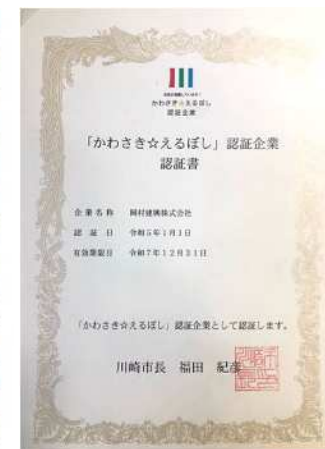 かわさき☆えるぼし
認証企業
「かわさき☆えるぼし」認証企業
認証書
企業名称 岡村建興株式会社
認証日 令和5年1月1日
有効期限日 令和7年12月31日
「かわさき☆えるぼし」認証企業として認証します。
川崎市長 福田 紀彦